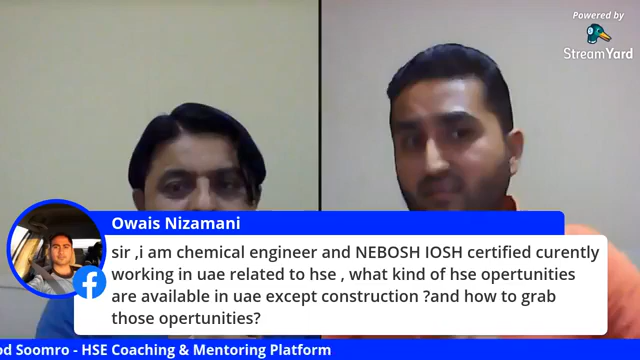 Powered by
StreamYard
Owais Nizamani
sir ,i am chemical engineer and NEBOSH IOSH certified curently
working in uae related to hse , what kind of hse opertunities
are available in uae except construction ?and how to grab
those opertunities?
od Soomro - HSE Coaching & Mentoring Platform